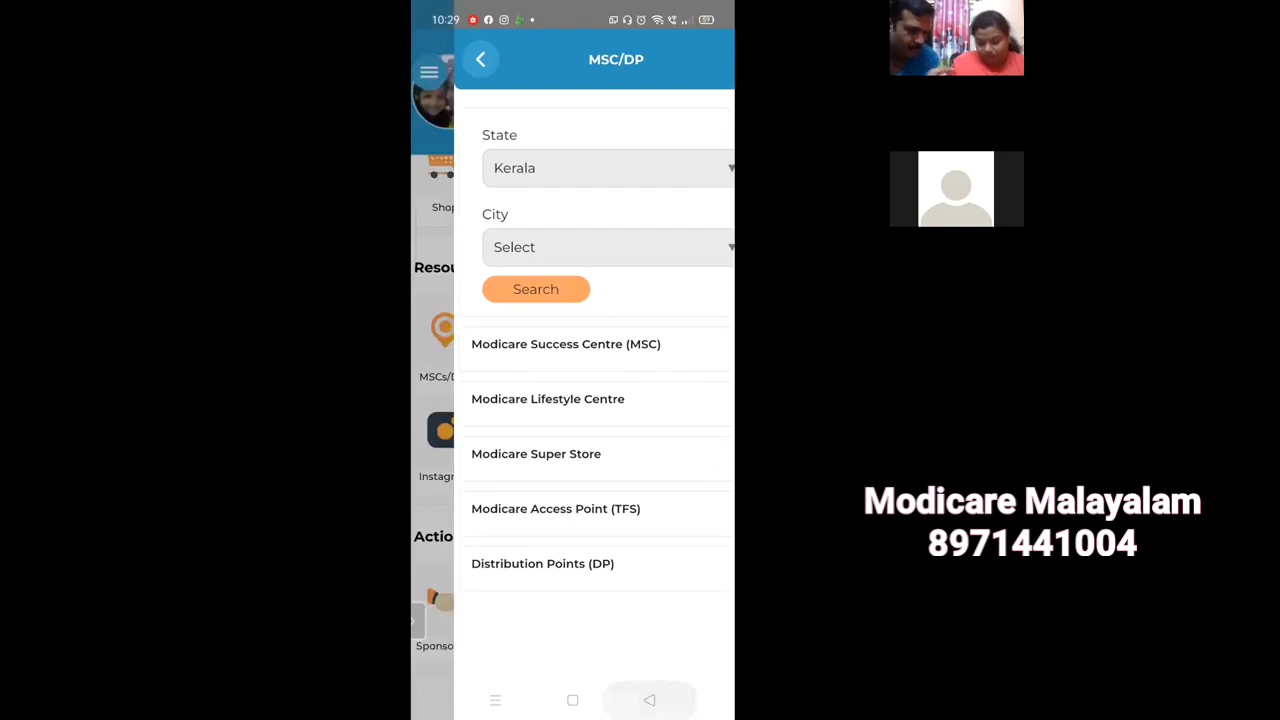 10:29
59
MSC/DP
State
Kerala
City
Select
Search
Modicare Success Centre (MSC)
Modicare Lifestyle Centre
Modicare Super Store
Modicare Access Point (TFS)
Distribution Points (DP)
Shop
Resou
MSCs/D
Instagr
Actio
Sponso
Modicare Malayalam
8971441004